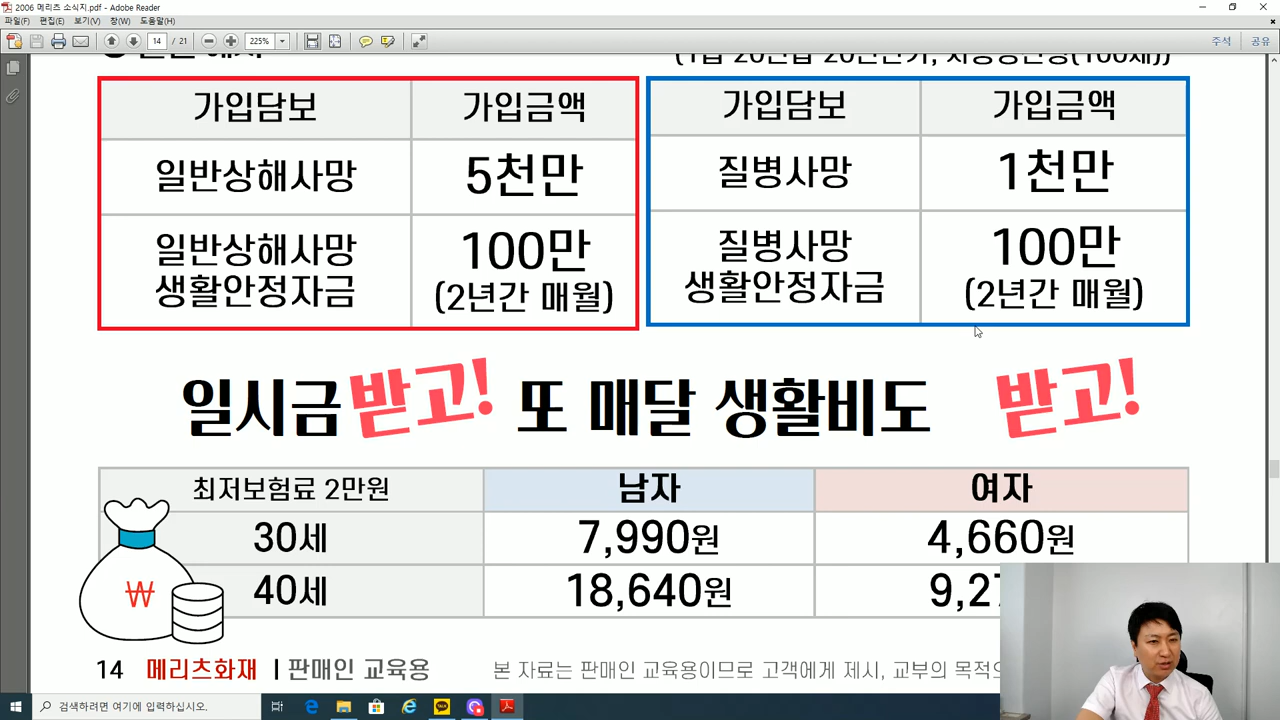 2006 메리츠 소식지.pdf - Adobe Reader
파일(F) 편집(E) 보기(V) 창(W) 도움말(H)
14 / 21 225% 주석 공유
가입담보 가입금액
일반상해사망 5천만
일반상해사망
생활안정자금
100만
(2년간 매월)
가입담보 가입금액
질병사망 1천만
질병사망
생활안정자금
100만
(2년간 매월)
일시금 받고! 또 매달 생활비도 받고!
최저보험료 2만원 남자 여자
30세 7,990원 4,660원
40세 18,640원 9,27
₩
14 메리츠화재 | 판매인 교육용 본 자료는 판매인 교육용이므로 고객에게 제시, 교부의 목적으
검색하려면 여기에 입력하십시오.
TALK